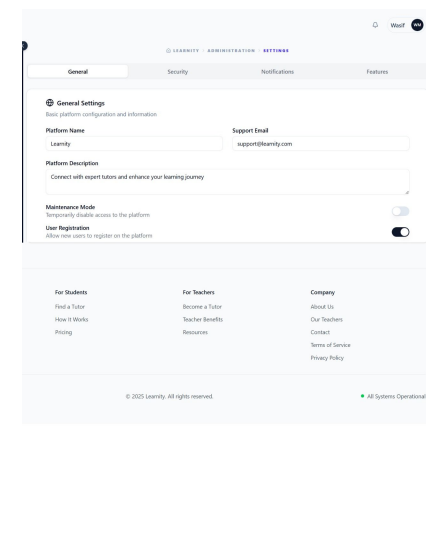 Wasif WM
LEARNITY / ADMINISTRATION / SETTINGS
General Security Notifications Features
General Settings
Basic platform configuration and information
Platform Name Support Email
Learnity support@learnity.com
Platform Description
Connect with expert tutors and enhance your learning journey
Maintenance Mode
Temporarily disable access to the platform
User Registration
Allow new users to register on the platform
For Students For Teachers Company
Find a Tutor Become a Tutor About Us
How It Works Teacher Benefits Our Teachers
Pricing Resources Contact
Terms of Service
Privacy Policy
© 2025 Learnity. All rights reserved. All Systems Operational